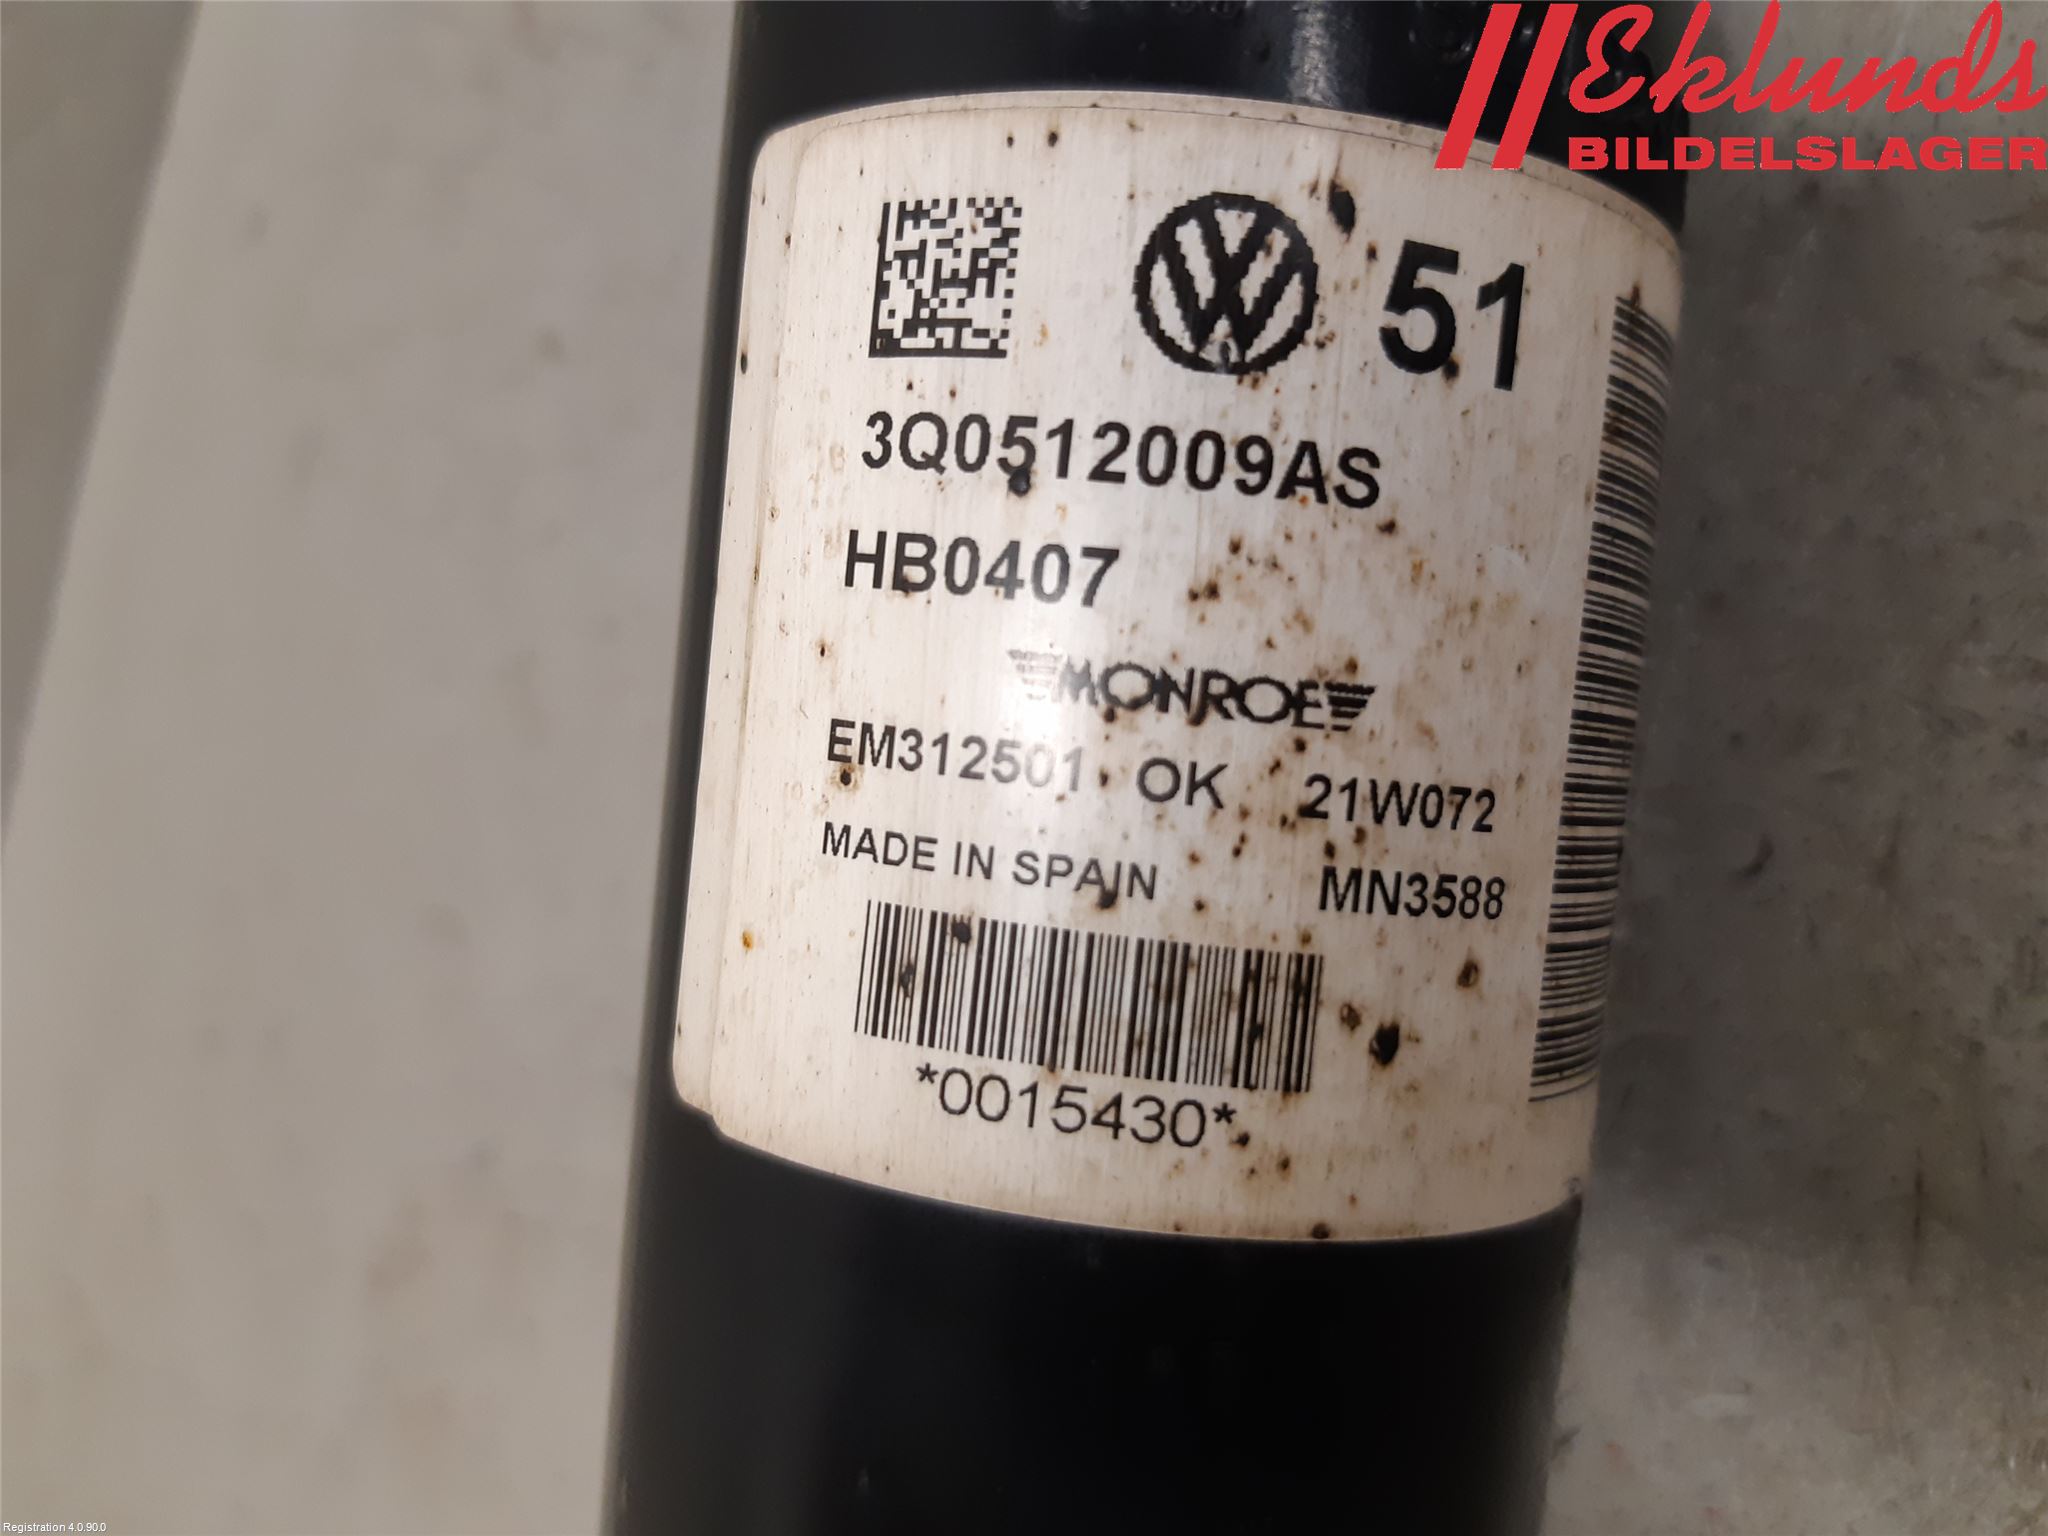 Eklunds
BILDELSLAGER
51
3Q0512009AS
HB0407
MONROE
EM312501 OK 21W072
MADE IN SPAIN MN3588
*0015430*
Registration 4.0.90.0